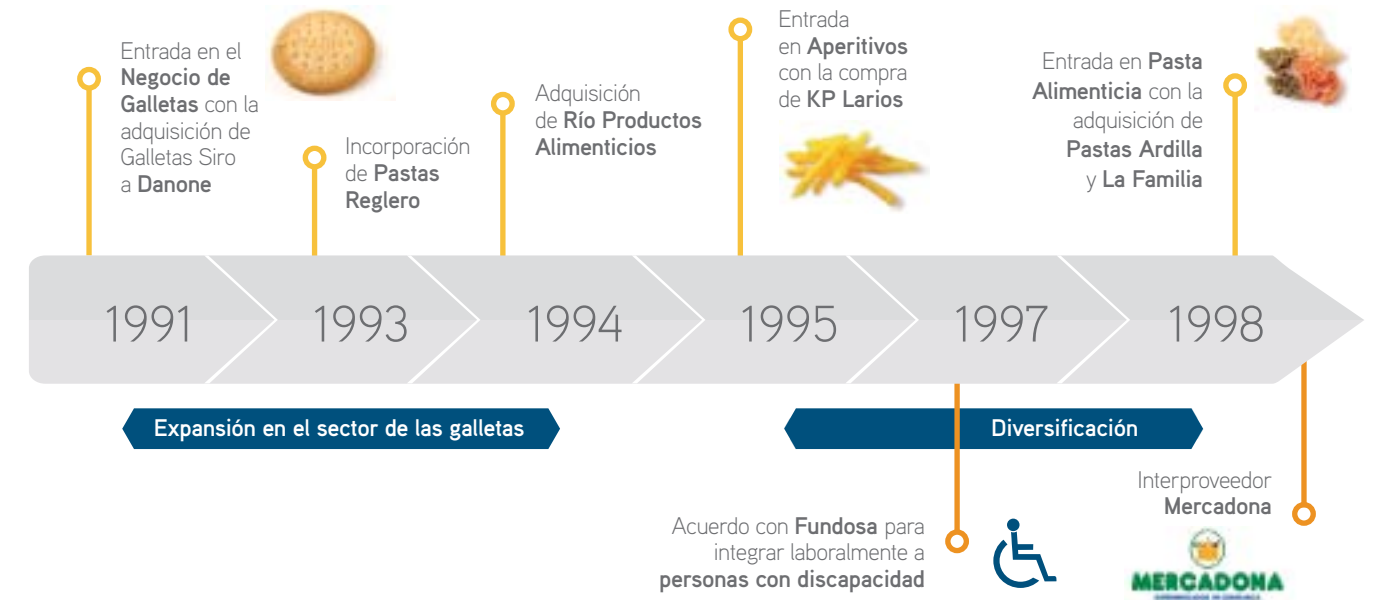 Entrada en el
Negocio de
Galletas con la
adquisición de
Galletas Siro
a Danone
Incorporación
de Pastas
Reglero
Adquisición
de Río Productos
Alimenticios
Entrada
en Aperitivos
con la compra
de KP Larios
Entrada en Pasta
Alimenticia con la
adquisición de
Pastas Ardilla
y La Familia
1991
1993
1994
1995
1997
1998
Expansión en el sector de las galletas
Diversificación
Acuerdo con Fundosa para
integrar laboralmente a
personas con discapacidad
Interproveedor
Mercadona
MERCADONA